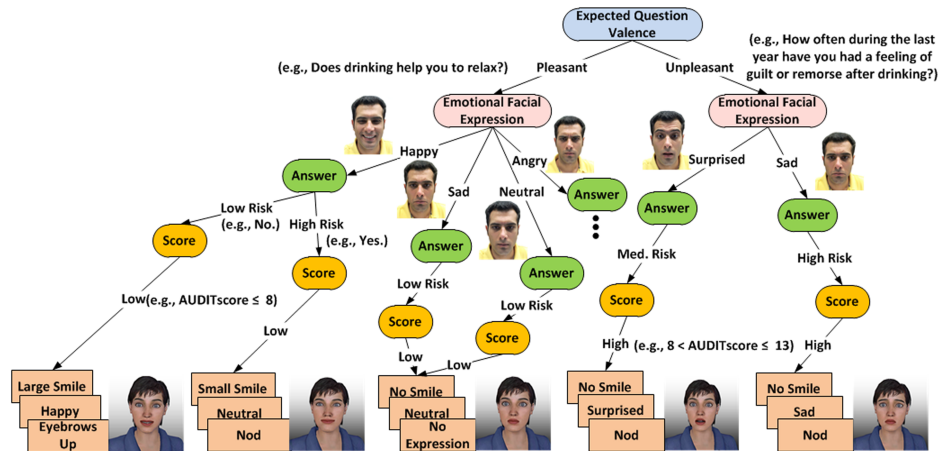 Expected Question
Valence
(e.g., Does drinking help you to relax?)
Pleasant
Unpleasant
(e.g., How often during the last
year have you had a feeling of
guilt or remorse after drinking?)
Emotional Facial
Expression
Emotional Facial
Expression
Happy
Sad
Neutral
Angry
Surprised
Sad
Answer
Answer
Answer
Answer
Answer
Answer
Low Risk
(e.g., No.)
High Risk
(e.g., Yes.)
Low Risk
Low Risk
Med. Risk
High Risk
Score
Score
Score
Score
Score
Score
Low(e.g., AUDITscore ≤ 8)
Low
Low
Low
High (e.g., 8 < AUDITscore ≤ 13)
High
Large Smile
Happy
Eyebrows
Up
Small Smile
Neutral
Nod
No Smile
Neutral
No
Expression
No Smile
Surprised
Nod
No Smile
Sad
Nod